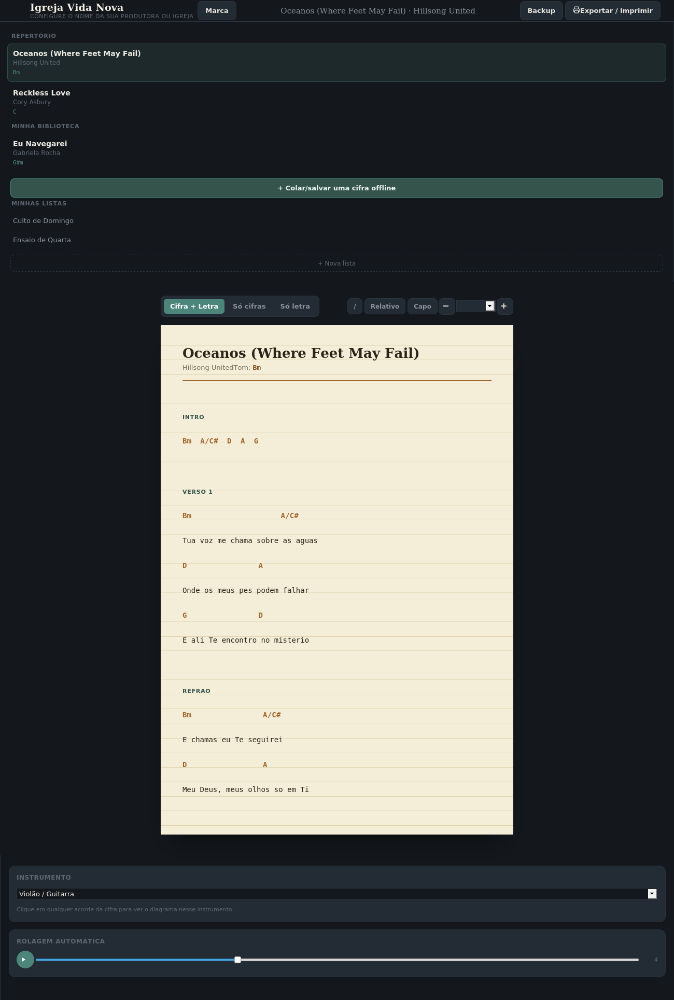 Igreja Vida Nova
CONFIGURE O NOME DA SUA PRODUTORA OU IGREJA
Marca
Oceanos (Where Feet May Fail) · Hillsong United
Backup
Exportar / Imprimir
REPERTÓRIO
Oceanos (Where Feet May Fail)
Hillsong United
Bm
Reckless Love
Cory Asbury
C
MINHA BIBLIOTECA
Eu Navegarei
Gabriela Rocha
G#m
+ Colar/salvar uma cifra offline
MINHAS LISTAS
Culto de Domingo
Ensaio de Quarta
+ Nova lista
Cifra + Letra
Só cifras
Só letra
/
Relativo
Capo
−
+
Oceanos (Where Feet May Fail)
Hillsong UnitedTom: Bm
INTRO
Bm  A/C#  D  A  G
VERSO 1
Bm                    A/C#
Tua voz me chama sobre as aguas
D                A
Onde os meus pes podem falhar
G                D
E ali Te encontro no misterio
REFRAO
Bm                A/C#
E chamas eu Te seguirei
D                 A
Meu Deus, meus olhos so em Ti
INSTRUMENTO
Violão / Guitarra
Clique em qualquer acorde da cifra para ver o diagrama nesse instrumento.
ROLAGEM AUTOMÁTICA
4